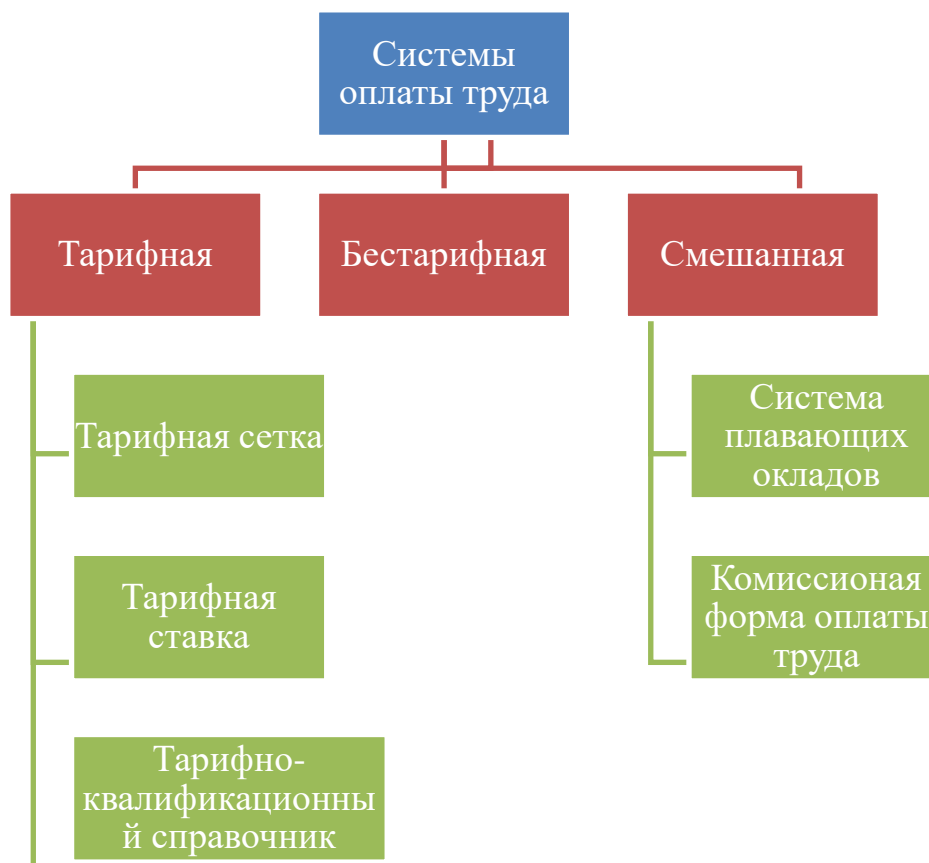 Системы
оплаты труда
Тарифная
Бестарифная
Смешанная
Тарифная сетка
Система
плавающих
окладов
Тарифная
ставка
Комиссионая
форма оплаты
труда
Тарифно-
квалификационны
й справочник